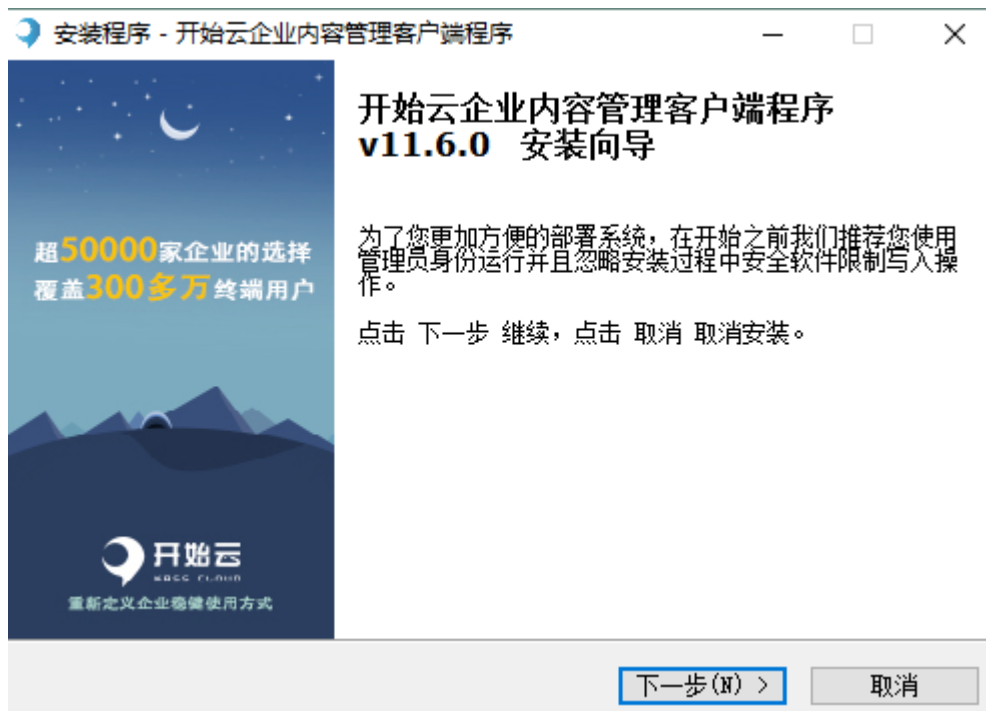 安装程序 - 开始云企业内容管理客户端程序
超50000家企业的选择
覆盖300多万终端用户
开始云
重新定义企业稳健使用方式
开始云企业内容管理客户端程序
v11.6.0 安装向导
为了您更加方便的部署系统，在开始之前我们推荐您使用
管理员身份运行并且忽略安装过程中安全软件限制写入操
作。
点击 下一步 继续，点击 取消 取消安装。
下一步(N) >
取消